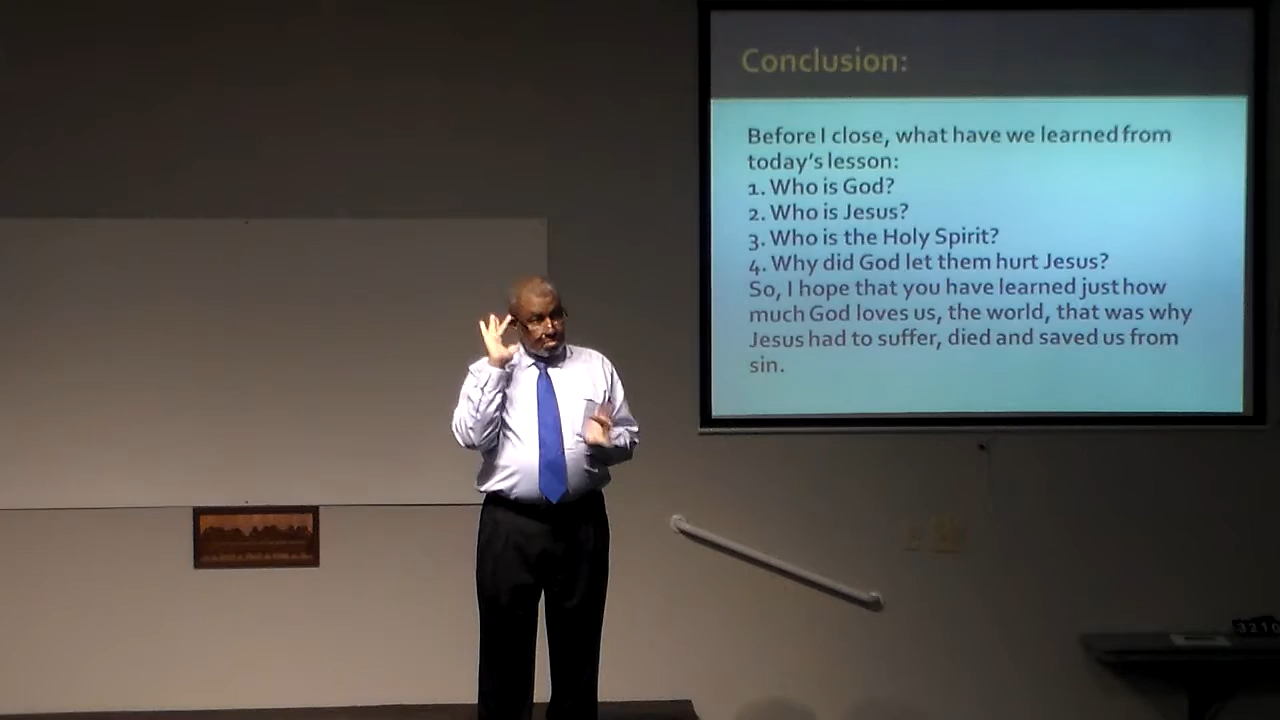 Conclusion:
Before I close, what have we learned from
today's lesson:
1. Who is God?
2. Who is Jesus?
3. Who is the Holy Spirit?
4. Why did God let them hurt Jesus?
So, I hope that you have learned just how
much God loves us, the world, that was why
Jesus had to suffer, died and saved us from
sin.
3210